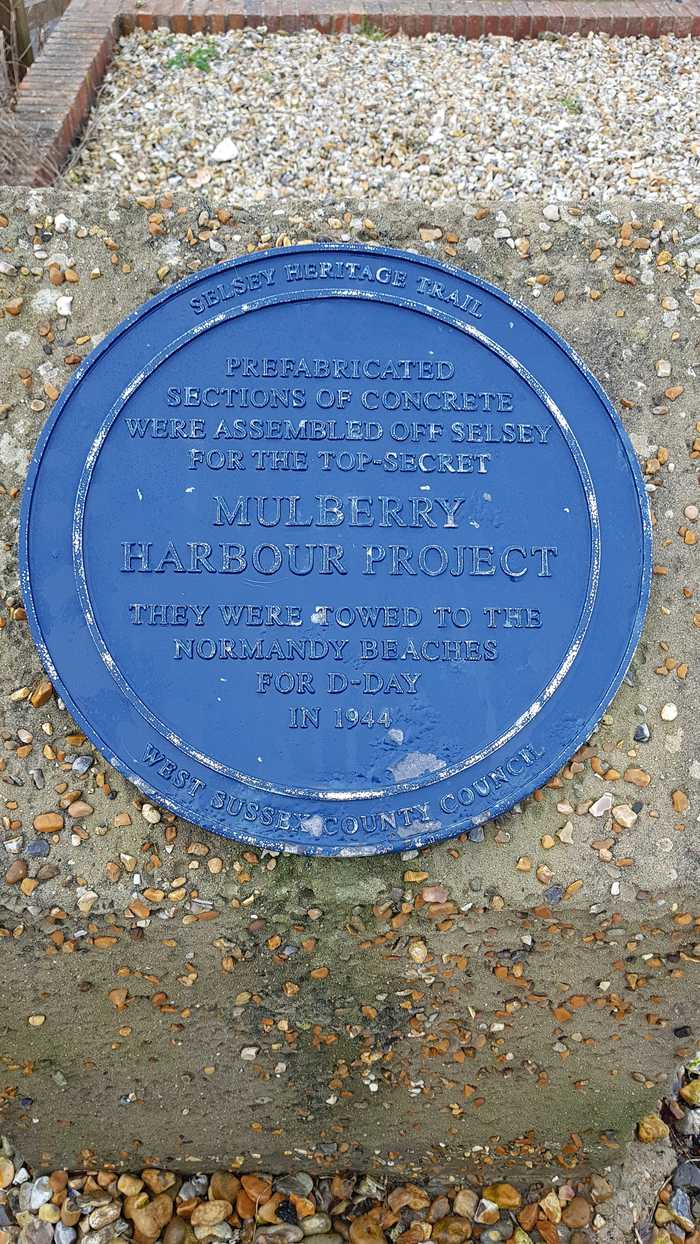 SELSEY HERITAGE TRAIL
PREFABRICATED
SECTIONS OF CONCRETE
WERE ASSEMBLED OFF SELSEY
FOR THE TOP-SECRET
MULBERRY
HARBOUR PROJECT
THEY WERE TOWED TO THE
NORMANDY BEACHES
FOR D-DAY
IN 1944
WEST SUSSEX COUNTY COUNCIL